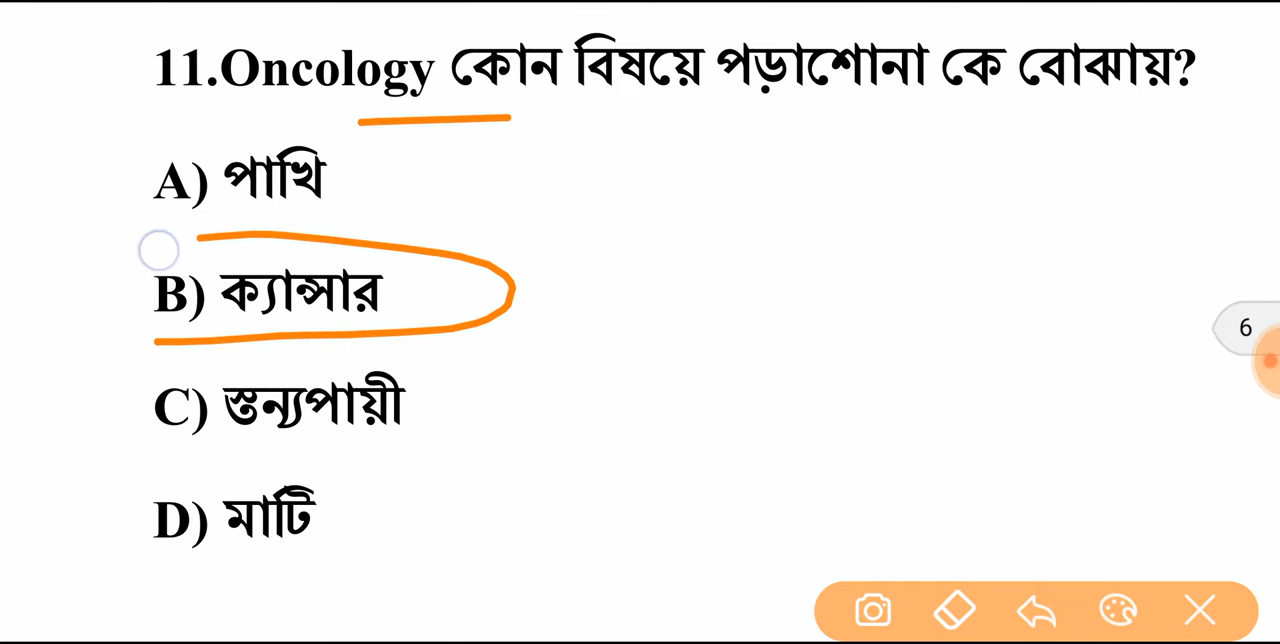 11.Oncology কোন বিষয়ে পড়াশোনা কে বোঝায়?
A) পাখি
B) ক্যান্সার
6
C) স্তন্যপায়ী
D) মাটি